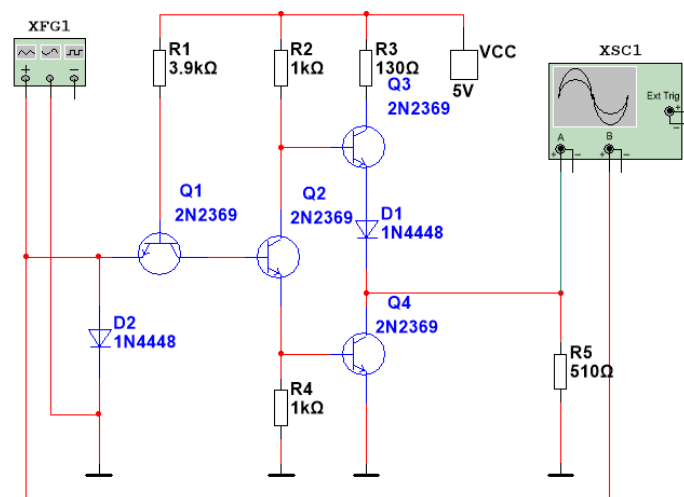 XFG1
+
−
R1
3.9kΩ
R2
1kΩ
R3
130Ω
VCC
5V
XSC1
Ext Trig
+
−
A
B
+
−
+
−
Q3
2N2369
Q1
2N2369
Q2
2N2369
D1
1N4448
Q4
2N2369
D2
1N4448
R4
1kΩ
R5
510Ω